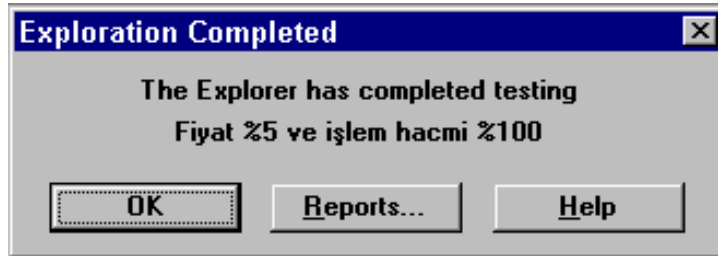 Exploration Completed
The Explorer has completed testing
Fiyat %5 ve işlem hacmi %100
OK
Reports...
Help